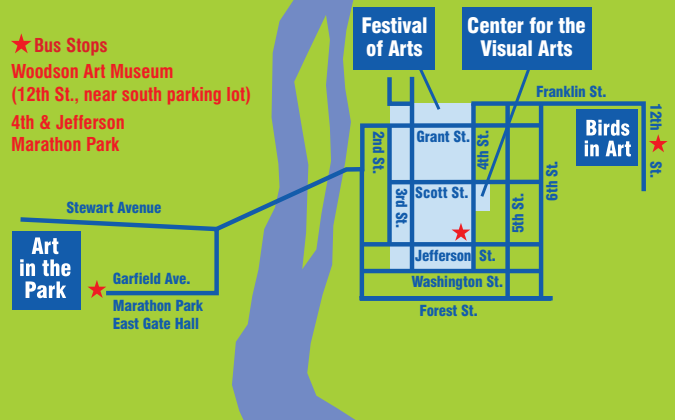 Bus Stops
Woodson Art Museum
(12th St., near south parking lot)
4th & Jefferson
Marathon Park
Festival
of Arts
Center for the
Visual Arts
Franklin St.
12th St.
Birds
in Art
Grant St.
2nd St.
4th St.
6th St.
Scott St.
3rd St.
5th St.
Jefferson St.
Washington St.
Forest St.
Stewart Avenue
Art
in the
Park
Garfield Ave.
Marathon Park
East Gate Hall